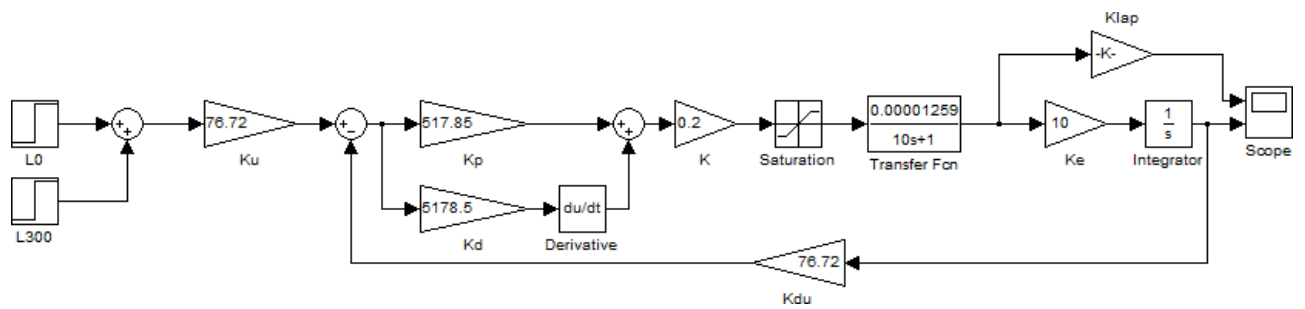 Klap
-K-
L0
76.72
Ku
517.85
Kp
0.2
K
Saturation
0.00001259
10s+1
Transfer Fcn
10
Ke
1
s
Integrator
Scope
L300
5178.5
Kd
du/dt
Derivative
76.72
Kdu